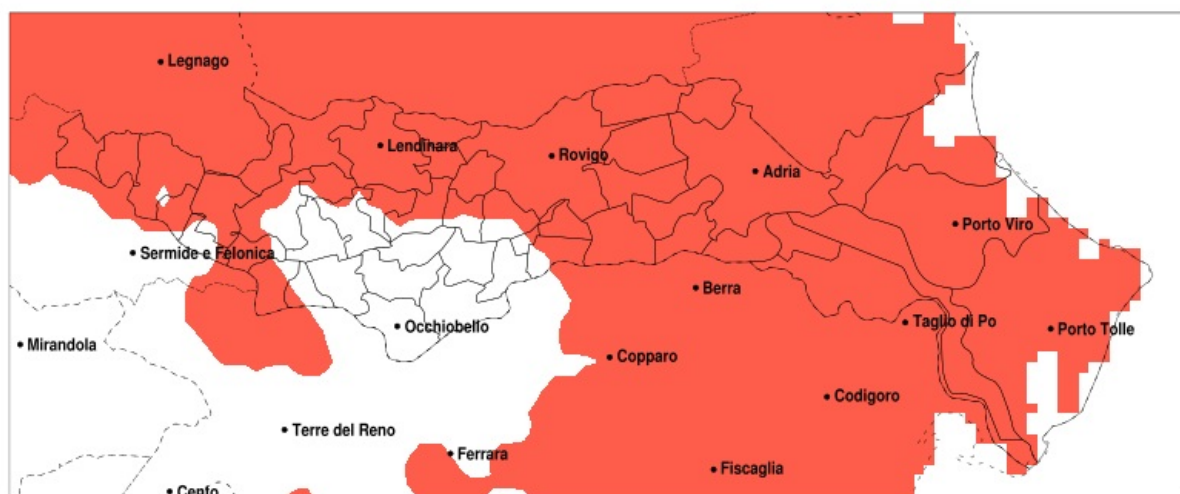 Legnago
Lendinara
Rovigo
Adria
Porto Viro
Sermide e Felonica
Berra
Occhiobello
Taglio di Po
Porto Tolle
Mirandola
Copparo
Codigoro
Terre del Reno
Ferrara
Fiscaglia
Cento